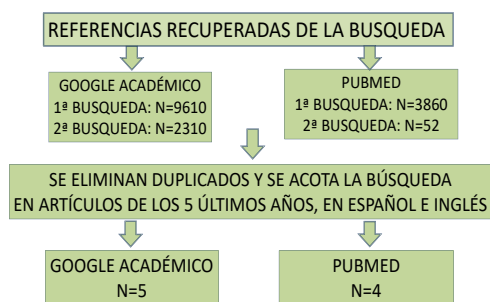 REFERENCIAS RECUPERADAS DE LA BUSQUEDA
GOOGLE ACADÉMICO
1ª BUSQUEDA: N=9610
2ª BUSQUEDA: N=2310
PUBMED
1ª BUSQUEDA: N=3860
2ª BUSQUEDA: N=52
SE ELIMINAN DUPLICADOS Y SE ACOTA LA BÚSQUEDA
EN ARTÍCULOS DE LOS 5 ÚLTIMOS AÑOS, EN ESPAÑOL E INGLÉS
GOOGLE ACADÉMICO
N=5
PUBMED
N=4